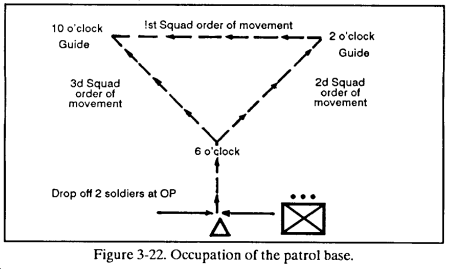 10 o'clock
Guide
!st Squad order of movement
2 o'clock
Guide
3d Squad
order of
movement
2d Squad
order of
movement
6 o'clock
Drop off 2 soldiers at OP
Figure 3-22. Occupation of the patrol base.